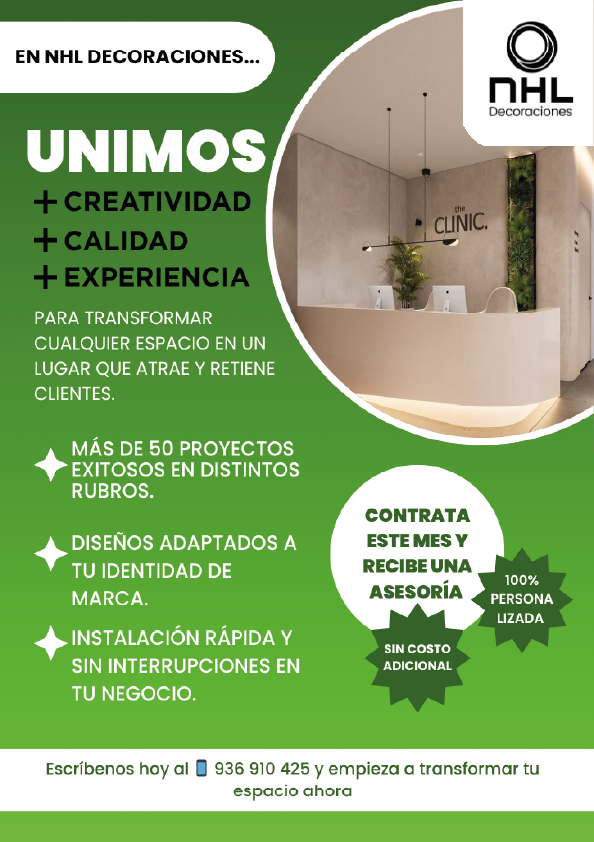 EN NHL DECORACIONES...
NHL
Decoraciones
UNIMOS
+ CREATIVIDAD
+ CALIDAD
+ EXPERIENCIA
the
CLINIC.
PARA TRANSFORMAR
CUALQUIER ESPACIO EN UN
LUGAR QUE ATRAE Y RETIENE
CLIENTES.
MÁS DE 50 PROYECTOS
EXITOSOS EN DISTINTOS
RUBROS.
DISEÑOS ADAPTADOS A
TU IDENTIDAD DE
MARCA.
INSTALACIÓN RÁPIDA Y
SIN INTERRUPCIONES EN
TU NEGOCIO.
CONTRATA
ESTE MES Y
RECIBE UNA
ASESORÍA
100%
PERSONA
LIZADA
SIN COSTO
ADICIONAL
Escríbenos hoy al 📱 936 910 425 y empieza a transformar tu
espacio ahora